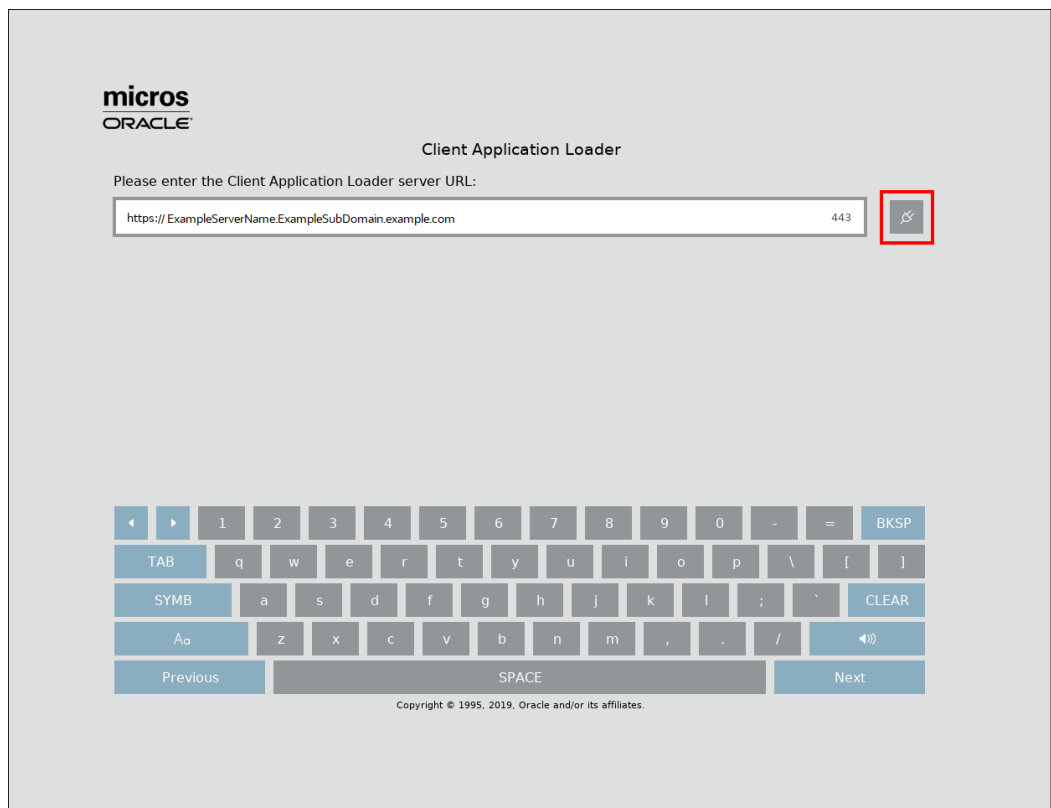 micros
ORACLE®
Client Application Loader
Please enter the Client Application Loader server URL:
https:// ExampleServerName.ExampleSubDomain.example.com 443
1 2 3 4 5 6 7 8 9 0 - = BKSP
TAB q w e r t y u i o p \ [ ]
SYMB a s d f g h j k l ; ` CLEAR
Aa z x c v b n m , . /
Previous SPACE Next
Copyright © 1995, 2019, Oracle and/or its affiliates.